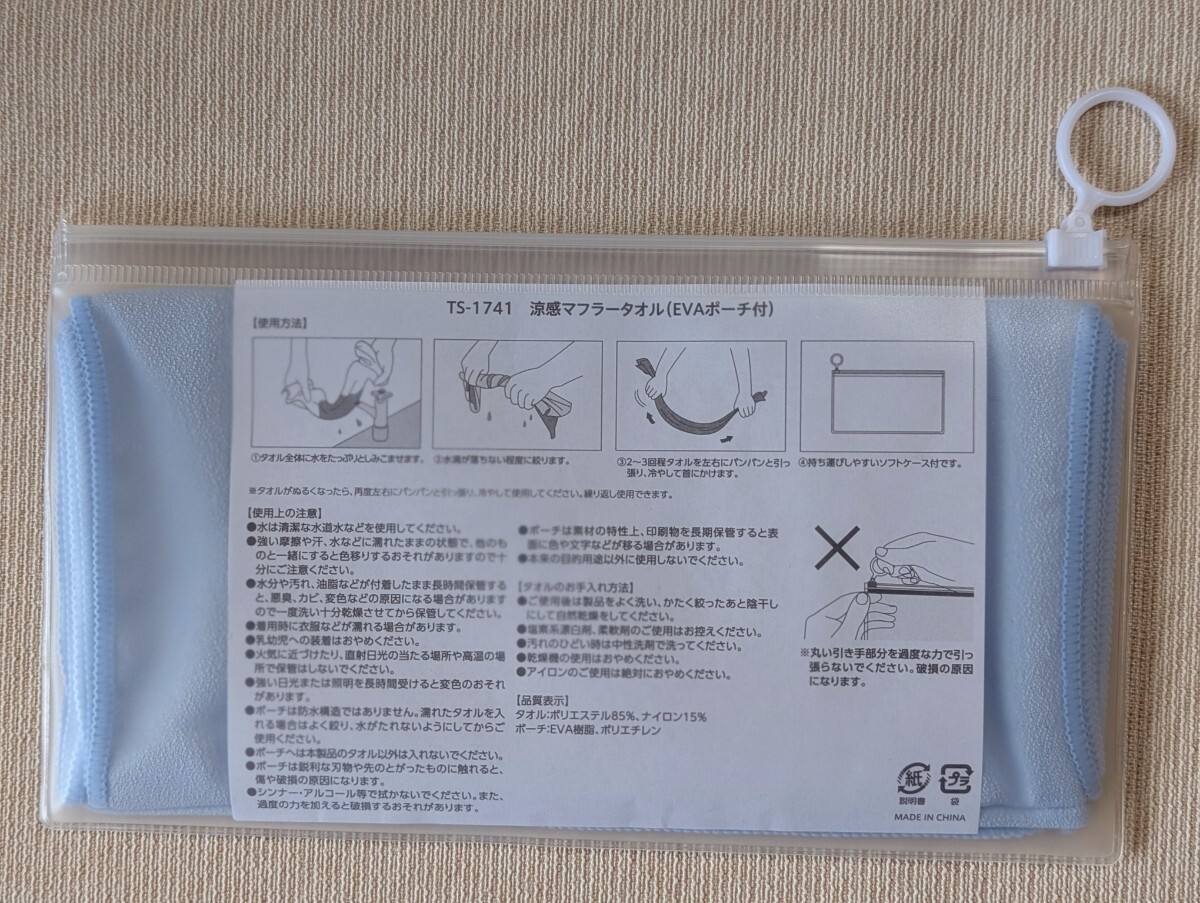 TS-1741 涼感マフラータオル(EVAポーチ付)
【使用方法】
①タオル全体に水をたっぷりとしみこませます。
②水滴が落ちない程度に絞ります。
③2〜3回程タオルを左右にパンパンと引っ
張り、冷やして首にかけます。
④持ち運びしやすいソフトケース付です。
※タオルがぬるくなったら、再度左右にパンパンと引っ張り、冷やして使用してください。繰り返し使用できます。
【使用上の注意】
●水は清潔な水道水などを使用してください。
●強い摩擦や汗、水などに濡れたままの状態で、他のも
のと一緒にすると色移りするおそれがありますので十
分にご注意ください。
●水分や汚れ、油脂などが付着したまま長時間保管する
と、悪臭、カビ、変色などの原因になる場合があります
ので一度洗い十分乾燥させてから保管してください。
●着用時に衣服などが濡れる場合があります。
●乳幼児への装着はおやめください。
●火気に近づけたり、直射日光の当たる場所や高温の場
所で保管はしないでください。
●強い日光または照明を長時間受けると変色のおそれ
があります。
●ポーチは防水構造ではありません。濡れたタオルを入
れる場合はよく絞り、水がたれないようにしてからご
使用ください。
●ポーチへは本製品のタオル以外は入れないでください。
●ポーチは鋭利な刃物や先のとがったものに触れると、
傷や破損の原因になります。
●シンナー・アルコール等で拭かないでください。また、
過度の力を加えると破損するおそれがあります。
●ポーチは素材の特性上、印刷物を長期保管すると表
面に色や文字などが移る場合があります。
●本来の目的用途以外に使用しないでください。
【タオルのお手入れ方法】
●ご使用後は製品をよく洗い、かたく絞ったあと陰干し
にして自然乾燥をしてください。
●塩素系漂白剤、柔軟剤のご使用はお控えください。
●汚れのひどい時は中性洗剤で洗ってください。
●乾燥機の使用はおやめください。
●アイロンのご使用は絶対におやめください。
【品質表示】
タオル:ポリエステル85%、ナイロン15%
ポーチ:EVA樹脂、ポリエチレン
※丸い引き手部分を過度な力で引っ
張らないでください。破損の原因
になります。
紙 プラ
説明書 袋
MADE IN CHINA